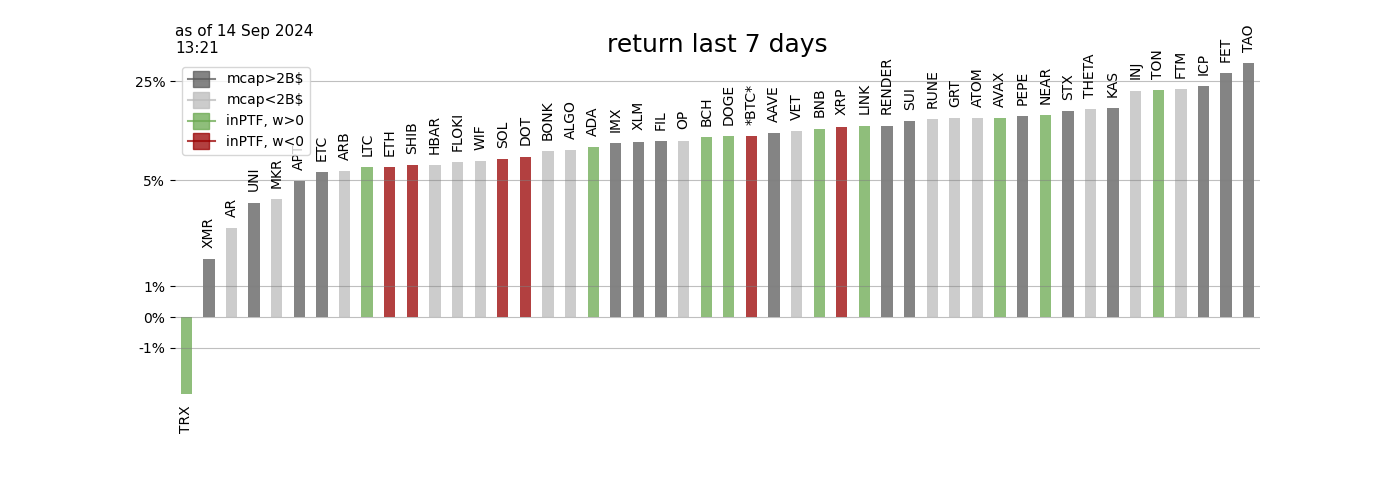 as of 14 Sep 2024
13:21
return last 7 days
mcap>2B$
mcap<2B$
inPTF, w>0
inPTF, w<0
25%
5%
1%
0%
-1%
TRX
XMR
AR
UNI
MKR
ETC
ARB
LTC
ETH
SHIB
HBAR
FLOKI
WIF
SOL
DOT
BONK
ALGO
ADA
IMX
XLM
FIL
OP
BCH
DOGE
*BTC*
AAVE
VET
BNB
XRP
LINK
RENDER
SUI
RUNE
GRT
ATOM
AVAX
PEPE
NEAR
STX
THETA
KAS
INJ
TON
FTM
ICP
FET
TAO